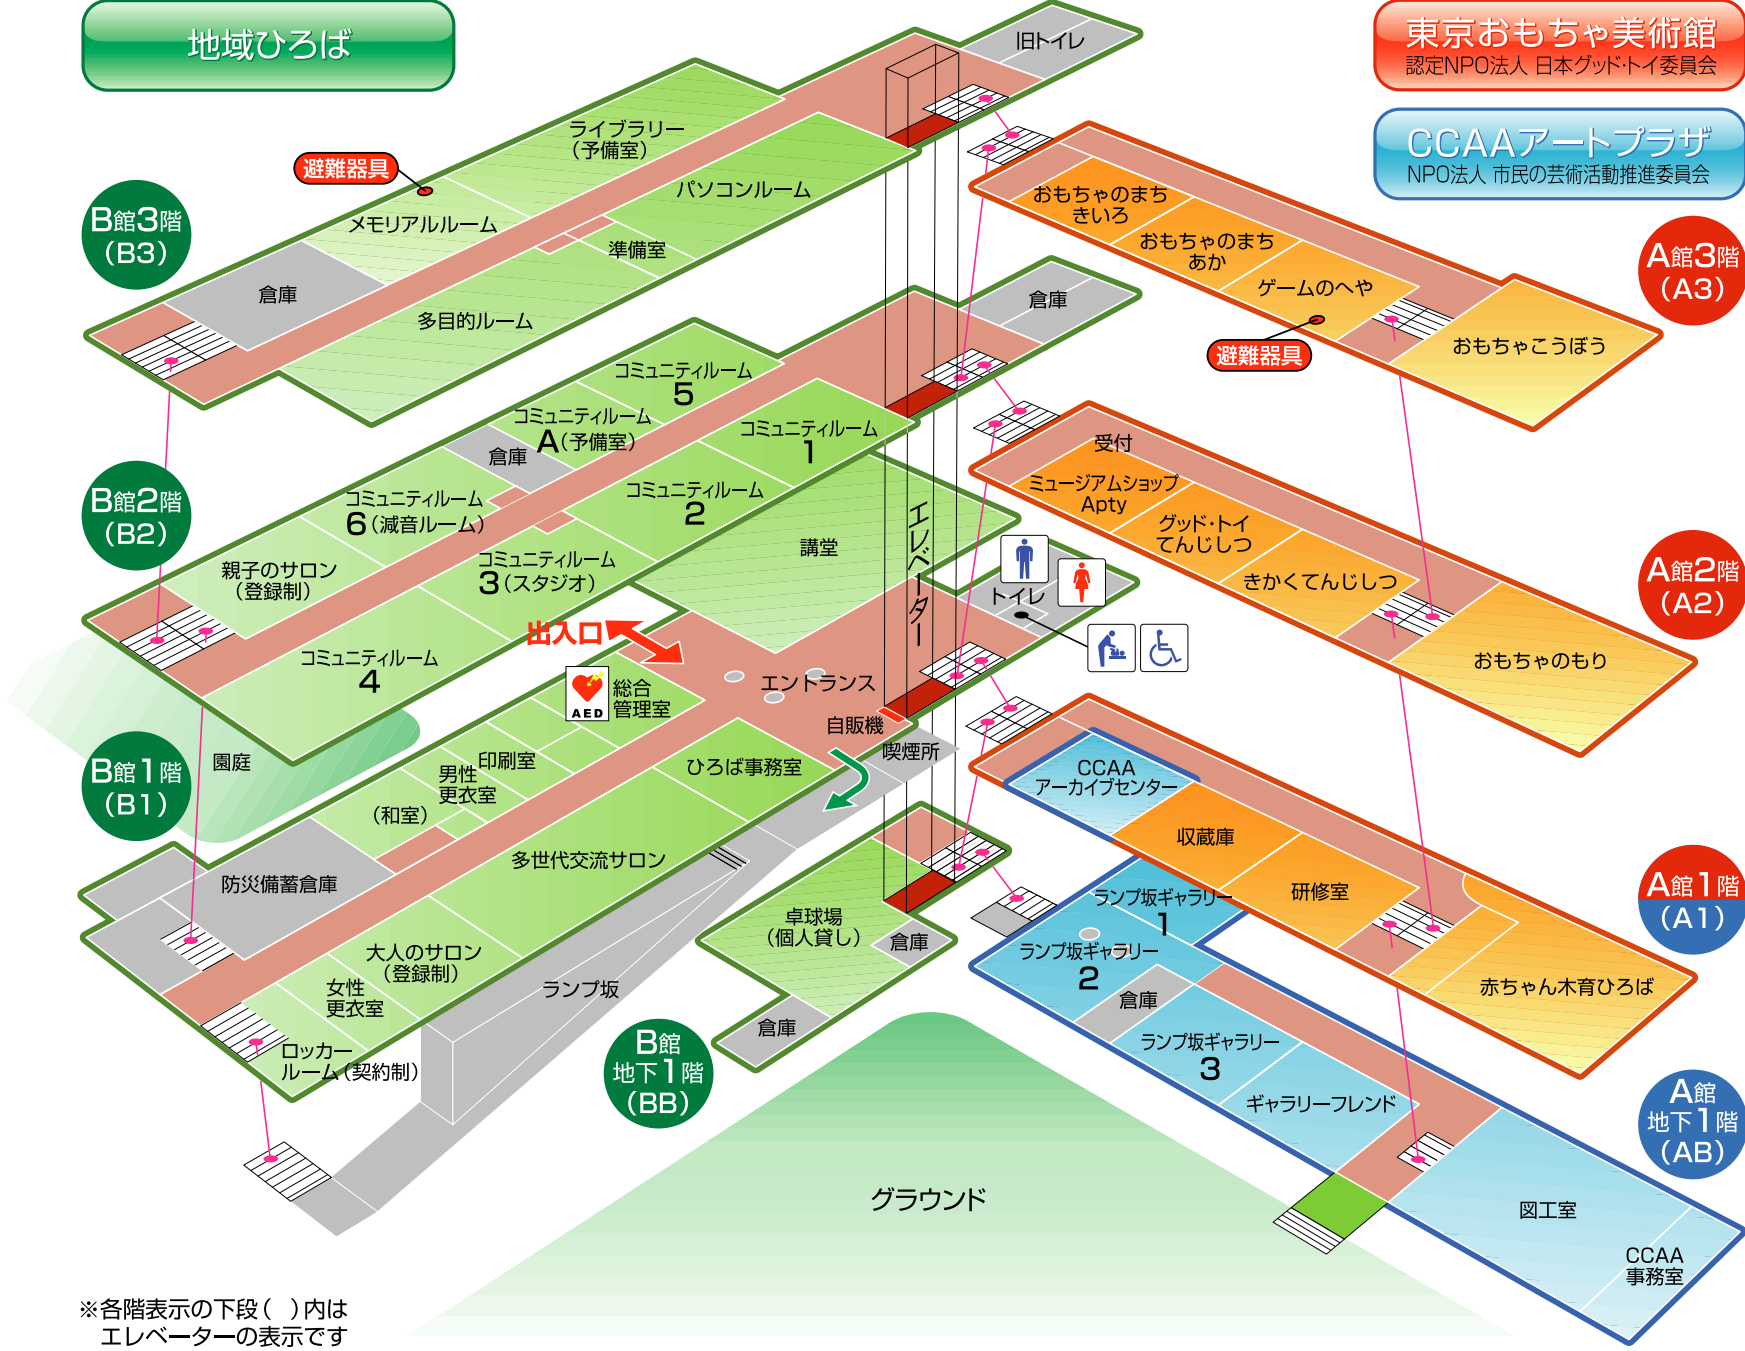 地域ひろば
東京おもちゃ美術館
認定NPO法人 日本グッド・トイ委員会
CCAAアートプラザ
NPO法人 市民の芸術活動推進委員会
B館3階
(B3)
旧トイレ
ライブラリー
(予備室)
避難器具
パソコンルーム
メモリアルルーム
準備室
倉庫
多目的ルーム
A館3階
(A3)
おもちゃのまち
きいろ
おもちゃのまち
あか
ゲームのへや
避難器具
おもちゃこうぼう
B館2階
(B2)
倉庫
コミュニティルーム
5
コミュニティルーム
A(予備室)
倉庫
コミュニティルーム
1
コミュニティルーム
6(減音ルーム)
コミュニティルーム
2
親子のサロン
(登録制)
コミュニティルーム
3(スタジオ)
コミュニティルーム
4
A館2階
(A2)
受付
ミュージアムショップ
Apty
グッド・トイ
てんじしつ
きかくてんじしつ
おもちゃのもり
エレベーター
B館1階
(B1)
講堂
トイレ
出入口
AED
総合
管理室
エントランス
自販機
喫煙所
園庭
印刷室
男性
更衣室
(和室)
ひろば事務室
多世代交流サロン
防災備蓄倉庫
大人のサロン
(登録制)
女性
更衣室
ロッカー
ルーム(契約制)
ランプ坂
A館1階
(A1)
CCAA
アーカイブセンター
収蔵庫
研修室
赤ちゃん木育ひろば
B館
地下1階
(BB)
卓球場
(個人貸し)
倉庫
倉庫
A館
地下1階
(AB)
ランプ坂ギャラリー
1
ランプ坂ギャラリー
2
倉庫
ランプ坂ギャラリー
3
ギャラリーフレンド
図工室
CCAA
事務室
グラウンド
※各階表示の下段( )内は
エレベーターの表示です